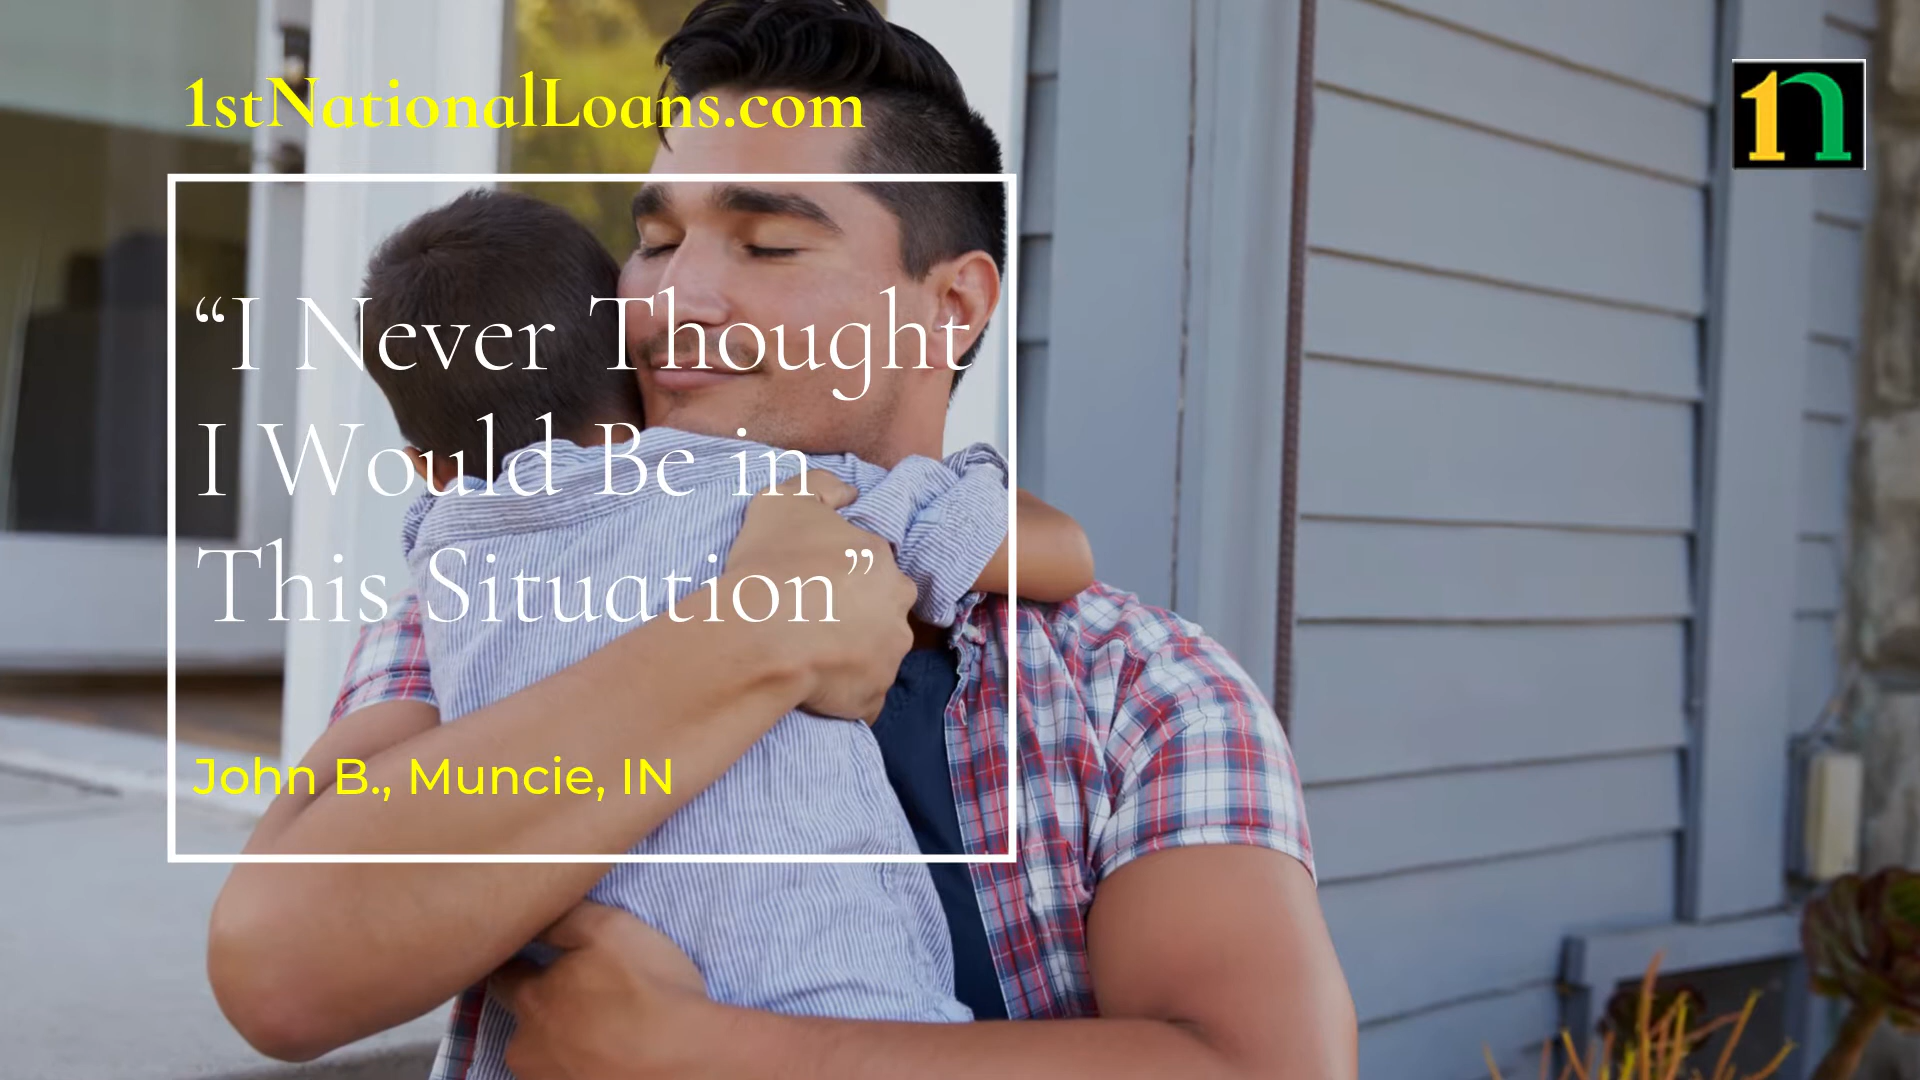 1stNationalLoans.com
1n
“I Never Thought
I Would Be in
This Situation”
John B., Muncie, IN